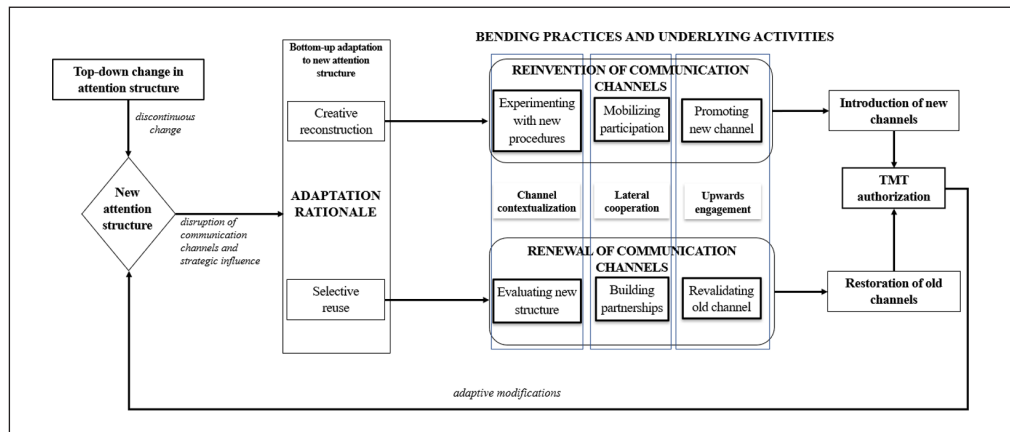 BENDING PRACTICES AND UNDERLYING ACTIVITIES
Top-down change in
attention structure
discontinuous
change
New
attention
structure
disruption of
communication
channels and
strategic influence
Bottom-up adaptation
to new attention
structure
Creative
reconstruction
ADAPTATION
RATIONALE
Selective
reuse
REINVENTION OF COMMUNICATION
CHANNELS
Experimenting
with new
procedures
Mobilizing
participation
Promoting
new channel
Channel
contextualization
Lateral
cooperation
Upwards
engagement
RENEWAL OF COMMUNICATION
CHANNELS
Evaluating new
structure
Building
partnerships
Revalidating
old channel
Introduction of new
channels
TMT
authorization
Restoration of old
channels
adaptive modifications